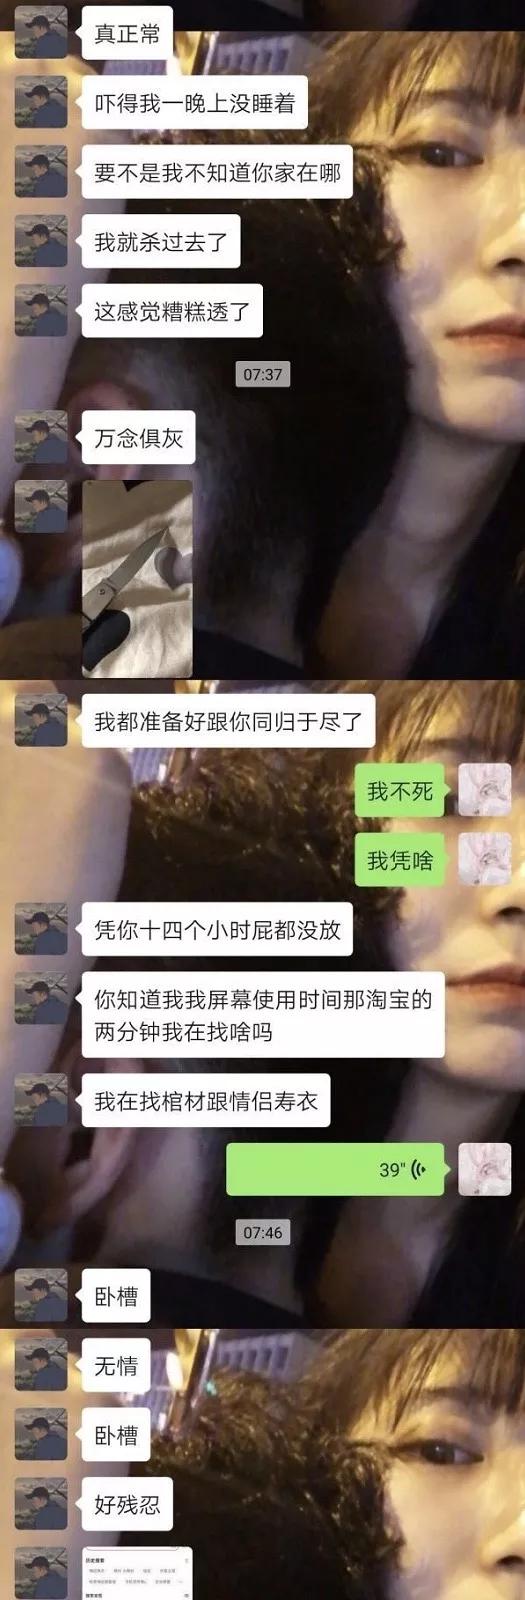 真正常
吓得我一晚上没睡着
要不是我不知道你家在哪
我就杀过去了
这感觉糟糕透了
07:37
万念俱灰
我都准备好跟你同归于尽了
我不死
我凭啥
凭你十四个小时屁都没放
你知道我我屏幕使用时间那淘宝的
两分钟我在找啥吗
我在找棺材跟情侣寿衣
39"
07:46
卧槽
无情
卧槽
好残忍
历史搜索